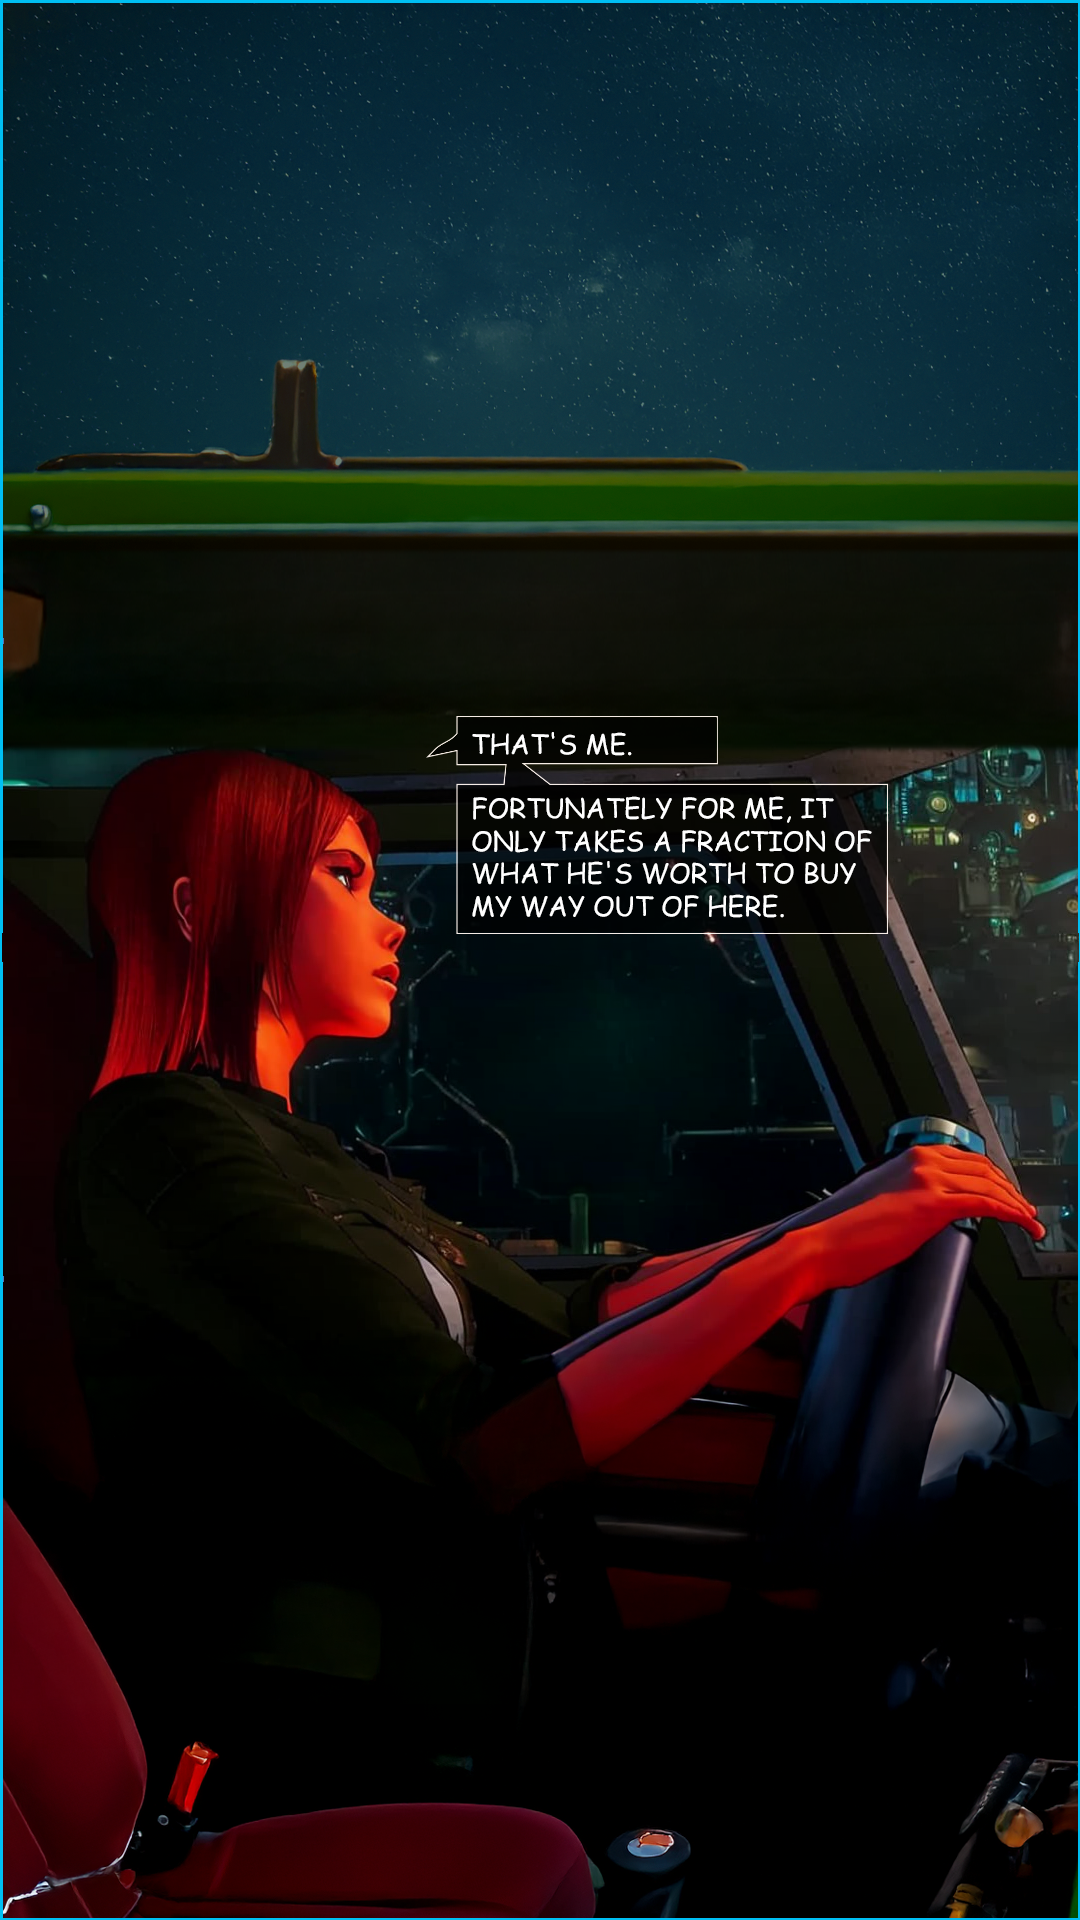 THAT'S ME.
FORTUNATELY FOR ME, IT
ONLY TAKES A FRACTION OF
WHAT HE'S WORTH TO BUY
MY WAY OUT OF HERE.